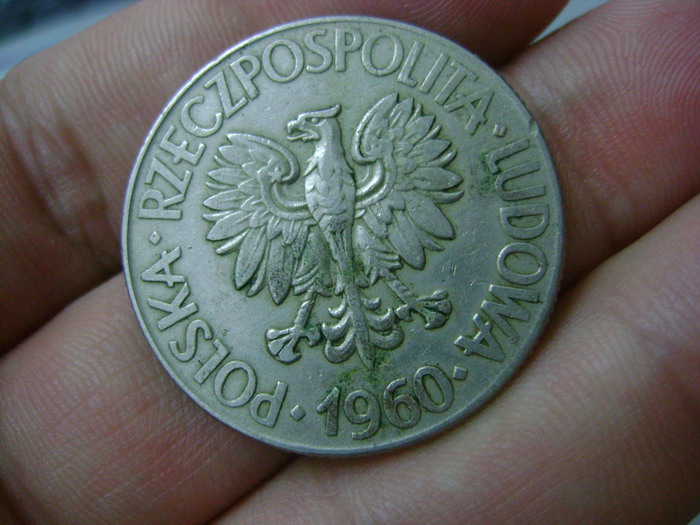 POLSKA · RZECZPOSPOLITA · LUDOWA ·
1960 ·